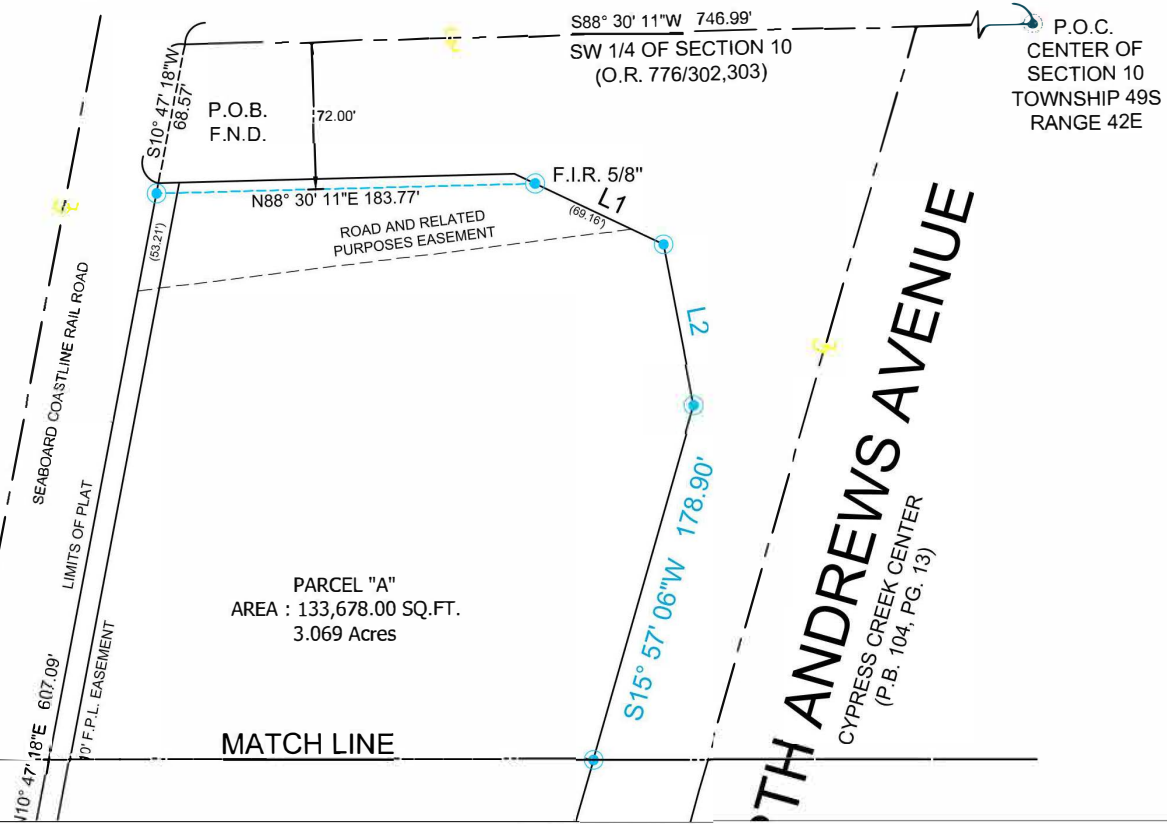 S88° 30' 11"W 746.99'
SW 1/4 OF SECTION 10
(O.R. 776/302,303)
P.O.C.
CENTER OF
SECTION 10
TOWNSHIP 49S
RANGE 42E
S10° 47' 18"W
68.57'
P.O.B.
F.N.D.
72.00'
F.I.R. 5/8"
L1
(69.16')
N88° 30' 11"E 183.77'
ROAD AND RELATED
PURPOSES EASEMENT
(53.21')
L2
SEABOARD COASTLINE RAIL ROAD
LIMITS OF PLAT
10' F.P.L. EASEMENT
N10° 47' 18"E 607.09'
PARCEL "A"
AREA : 133,678.00 SQ.FT.
3.069 Acres
S15° 57' 06"W 178.90'
ANDREWS AVENUE
CYPRESS CREEK CENTER
(P.B. 104, PG. 13)
MATCH LINE